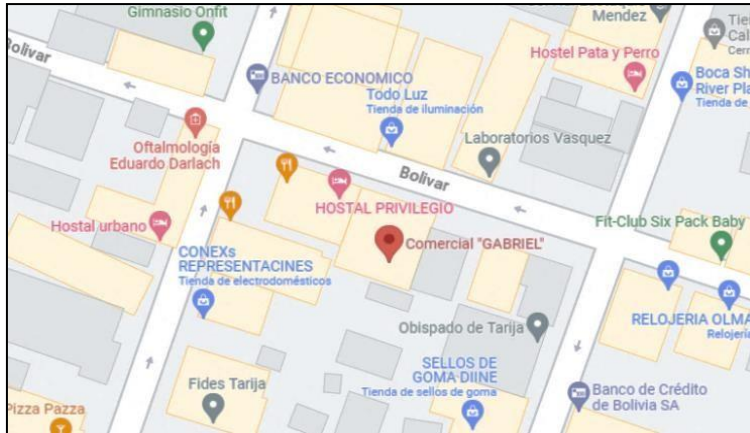 Gimnasio Onfit
Mendez
Bolivar
Hostel Pata y Perro
Boca Sh
River Pla
Tienda de
BANCO ECONOMICO
Todo Luz
Tienda de iluminación
Oftalmología
Eduardo Darlach
Laboratorios Vasquez
Bolivar
HOSTAL PRIVILEGIO
Hostal urbano
Comercial "GABRIEL"
Fit-Club Six Pack Baby
CONEXs
REPRESENTACINES
Tienda de electrodomésticos
RELOJERIA OLMA
Relojería
Obispado de Tarija
SELLOS DE
GOMA DIINE
Tienda de sellos de goma
Fides Tarija
Banco de Crédito
de Bolivia SA
Pizza Pazza